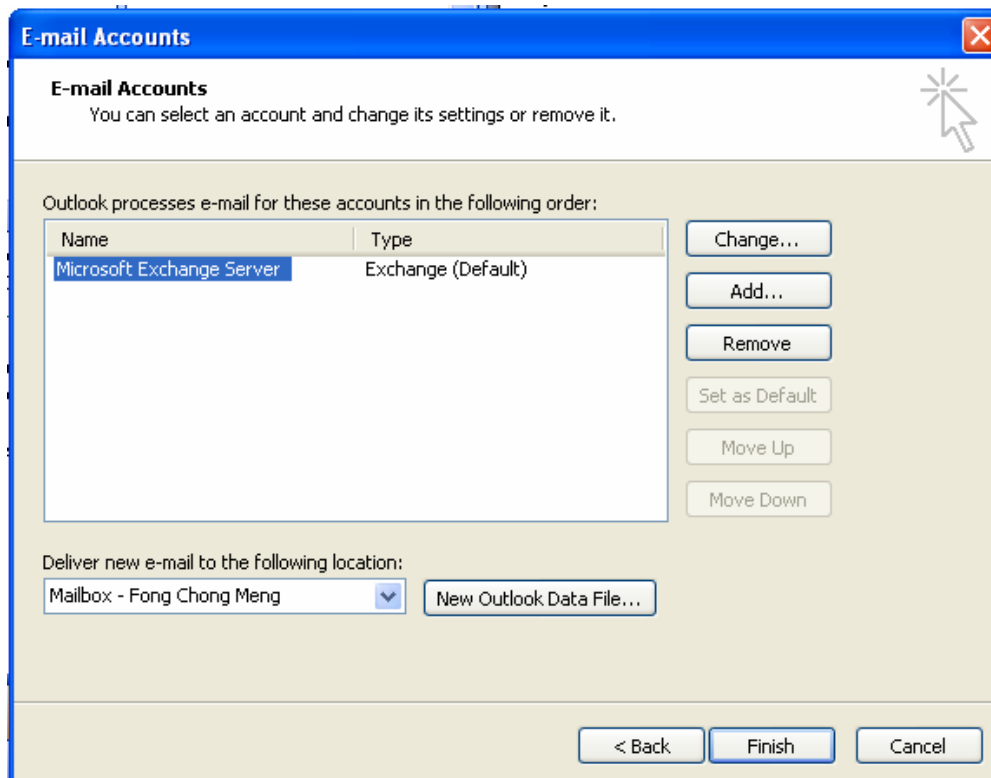 E-mail Accounts
E-mail Accounts
You can select an account and change its settings or remove it.
Outlook processes e-mail for these accounts in the following order:
Name Type
Microsoft Exchange Server Exchange (Default)
Change...
Add...
Remove
Set as Default
Move Up
Move Down
Deliver new e-mail to the following location:
Mailbox - Fong Chong Meng
New Outlook Data File...
< Back Finish Cancel